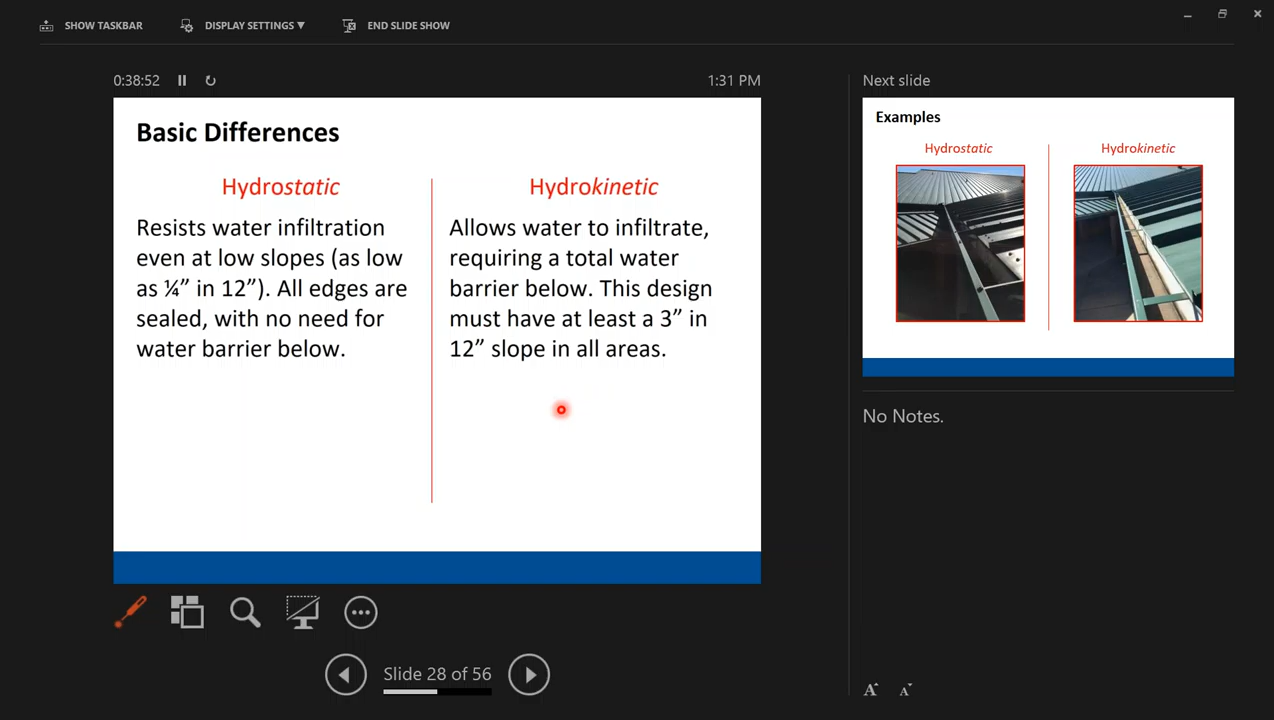 SHOW TASKBAR
DISPLAY SETTINGS ▼
END SLIDE SHOW
0:38:52
1:31 PM
Basic Differences
Hydrostatic
Resists water infiltration
even at low slopes (as low
as ¼” in 12”). All edges are
sealed, with no need for
water barrier below.
Hydrokinetic
Allows water to infiltrate,
requiring a total water
barrier below. This design
must have at least a 3” in
12” slope in all areas.
Slide 28 of 56
Next slide
Examples
Hydrostatic
Hydrokinetic
No Notes.
A A